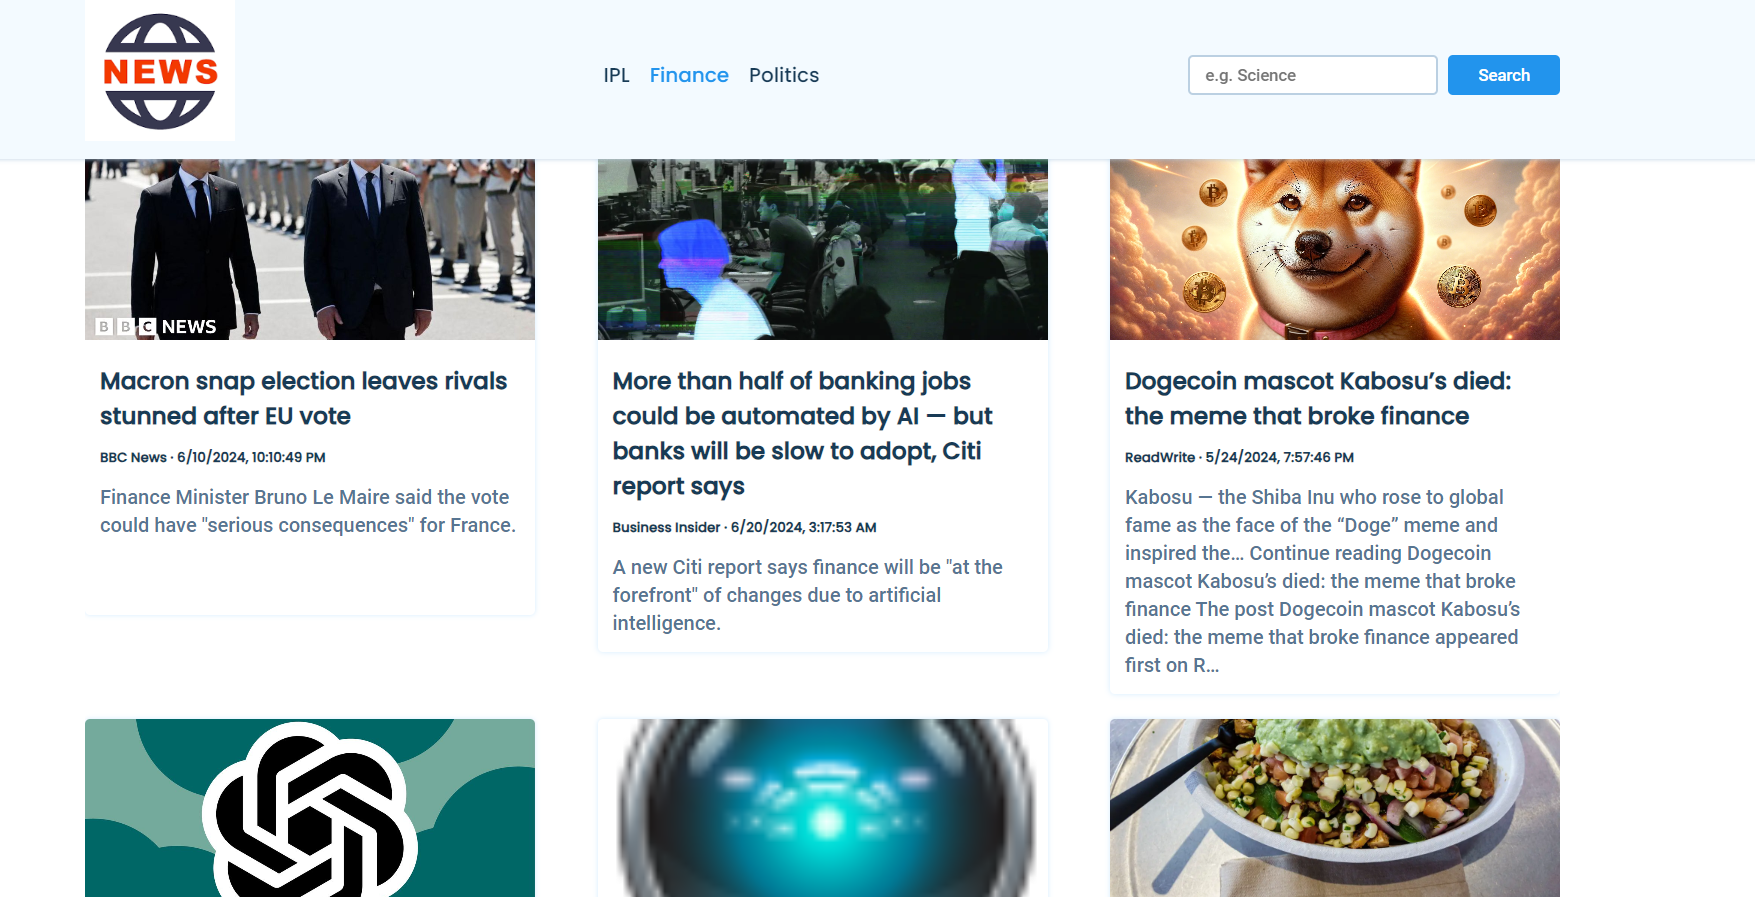 NEWS
IPL Finance Politics
e.g. Science
Search
BBC NEWS
Macron snap election leaves rivals
stunned after EU vote
BBC News · 6/10/2024, 10:10:49 PM
Finance Minister Bruno Le Maire said the vote
could have "serious consequences" for France.
More than half of banking jobs
could be automated by AI — but
banks will be slow to adopt, Citi
report says
Business Insider · 6/20/2024, 3:17:53 AM
A new Citi report says finance will be "at the
forefront" of changes due to artificial
intelligence.
Dogecoin mascot Kabosu’s died:
the meme that broke finance
ReadWrite · 5/24/2024, 7:57:46 PM
Kabosu — the Shiba Inu who rose to global
fame as the face of the “Doge” meme and
inspired the… Continue reading Dogecoin
mascot Kabosu’s died: the meme that broke
finance The post Dogecoin mascot Kabosu’s
died: the meme that broke finance appeared
first on R…